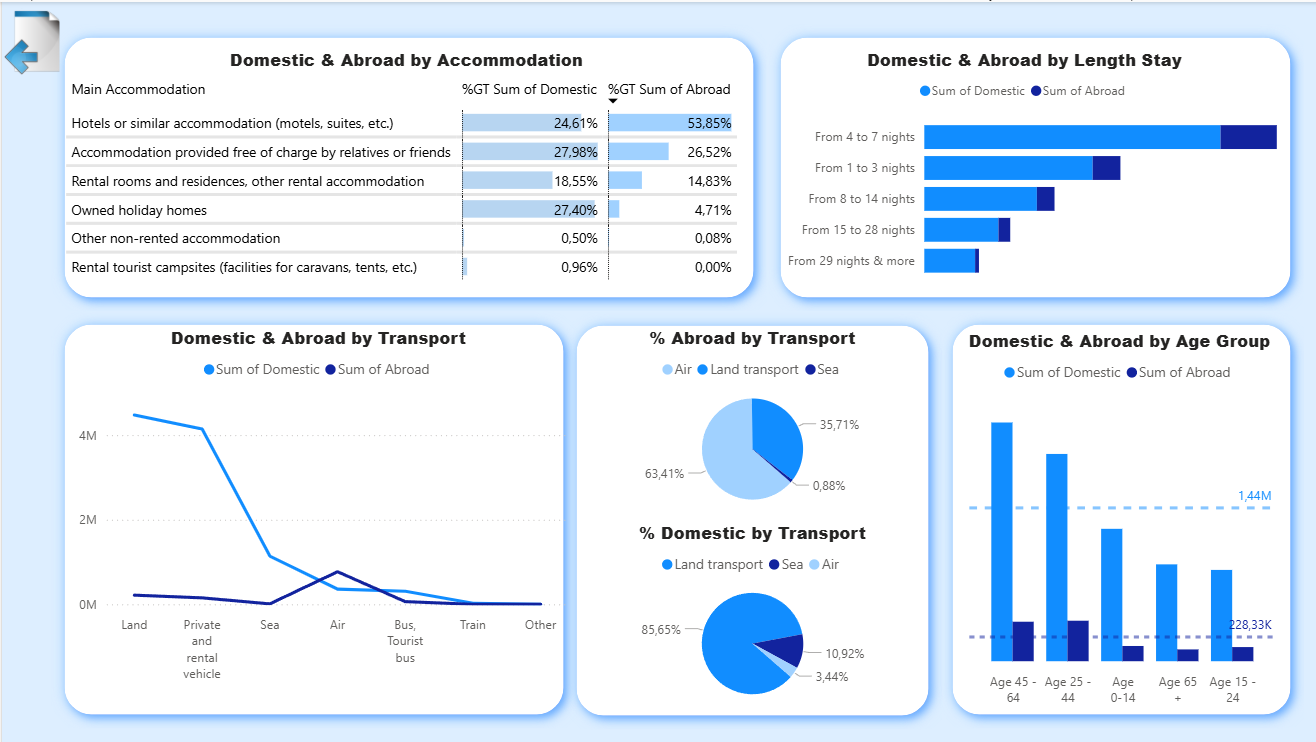 Domestic & Abroad by Accommodation
Main Accommodation %GT Sum of Domestic %GT Sum of Abroad
Hotels or similar accommodation (motels, suites, etc.) 24,61% 53,85%
Accommodation provided free of charge by relatives or friends 27,98% 26,52%
Rental rooms and residences, other rental accommodation 18,55% 14,83%
Owned holiday homes 27,40% 4,71%
Other non-rented accommodation 0,50% 0,08%
Rental tourist campsites (facilities for caravans, tents, etc.) 0,96% 0,00%
Domestic & Abroad by Length Stay
Sum of Domestic Sum of Abroad
From 4 to 7 nights
From 1 to 3 nights
From 8 to 14 nights
From 15 to 28 nights
From 29 nights & more
Domestic & Abroad by Transport
Sum of Domestic Sum of Abroad
4M
2M
0M
Land
Private
and
rental
vehicle
Sea
Air
Bus,
Tourist
bus
Train
Other
% Abroad by Transport
Air Land transport Sea
35,71%
63,41%
0,88%
% Domestic by Transport
Land transport Sea Air
85,65%
10,92%
3,44%
Domestic & Abroad by Age Group
Sum of Domestic Sum of Abroad
1,44M
228,33K
Age 45 -
64
Age 25 -
44
Age
0-14
Age 65
+
Age 15 -
24